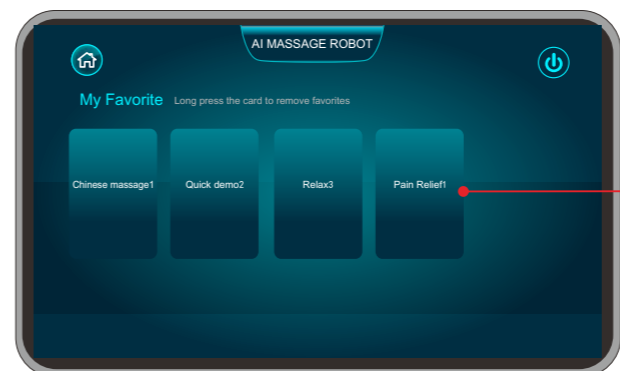 AI MASSAGE ROBOT
My Favorite Long press the card to remove favorites
Chinese massage1 Quick demo2 Relax3 Pain Relief1